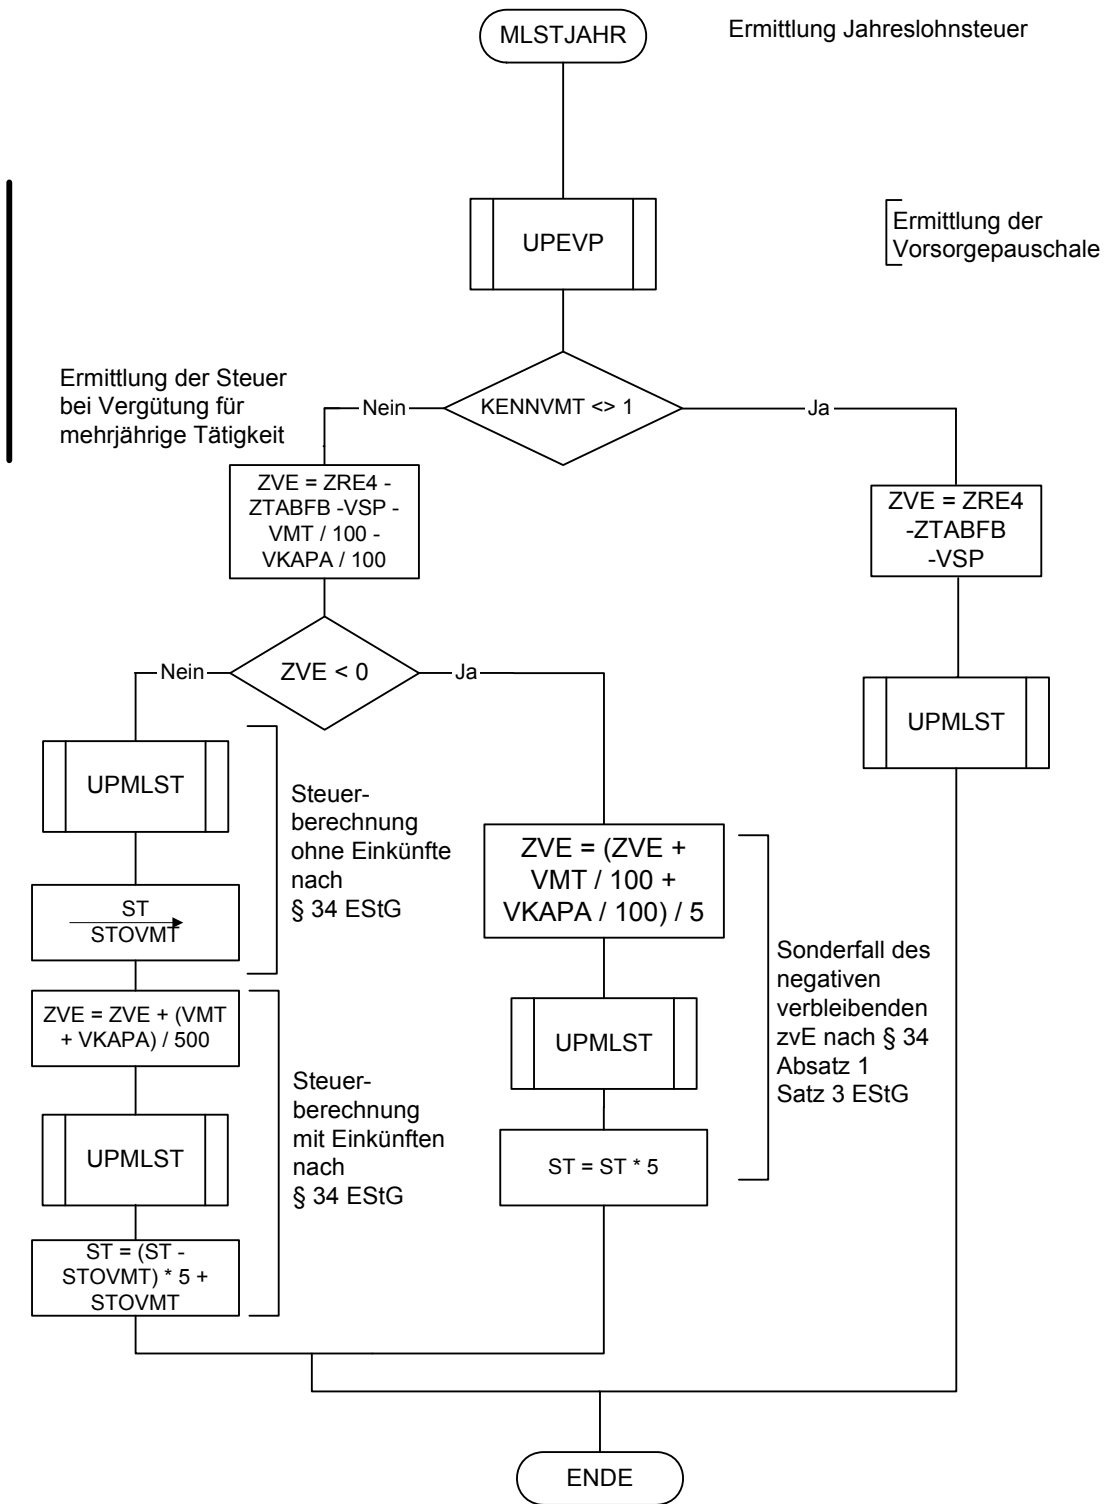 MLSTJAHR
Ermittlung Jahreslohnsteuer
UPEVP
Ermittlung der
Vorsorgepauschale
Ermittlung der Steuer
bei Vergütung für
mehrjährige Tätigkeit
Nein
KENNVMT <> 1
Ja
ZVE = ZRE4 -
ZTABFB -VSP -
VMT / 100 -
VKAPA / 100
ZVE = ZRE4
-ZTABFB
-VSP
Nein
ZVE < 0
Ja
UPMLST
UPMLST
Steuer-
berechnung
ohne Einkünfte
nach
§ 34 EStG
ST
STOVMT
ZVE = (ZVE +
VMT / 100 +
VKAPA / 100) / 5
Sonderfall des
negativen
verbleibenden
zvE nach § 34
Absatz 1
Satz 3 EStG
ZVE = ZVE + (VMT
+ VKAPA) / 500
UPMLST
Steuer-
berechnung
mit Einkünften
nach
§ 34 EStG
UPMLST
ST = ST * 5
ST = (ST -
STOVMT) * 5 +
STOVMT
ENDE